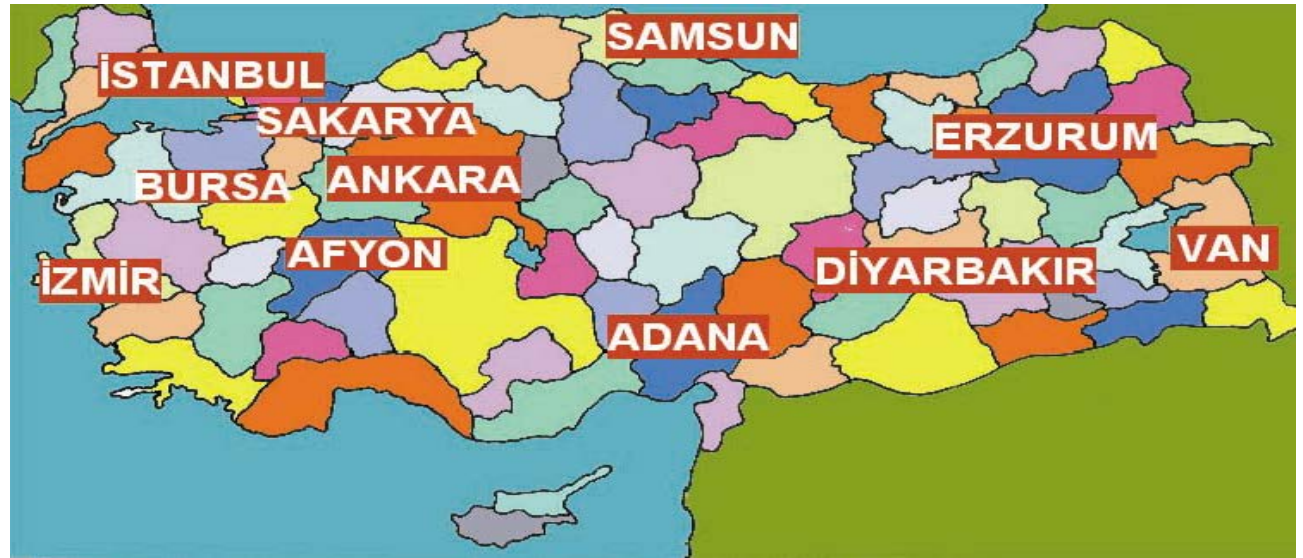 SAMSUN
İSTANBUL
SAKARYA
ERZURUM
BURSA
ANKARA
AFYON
VAN
İZMİR
DİYARBAKIR
ADANA